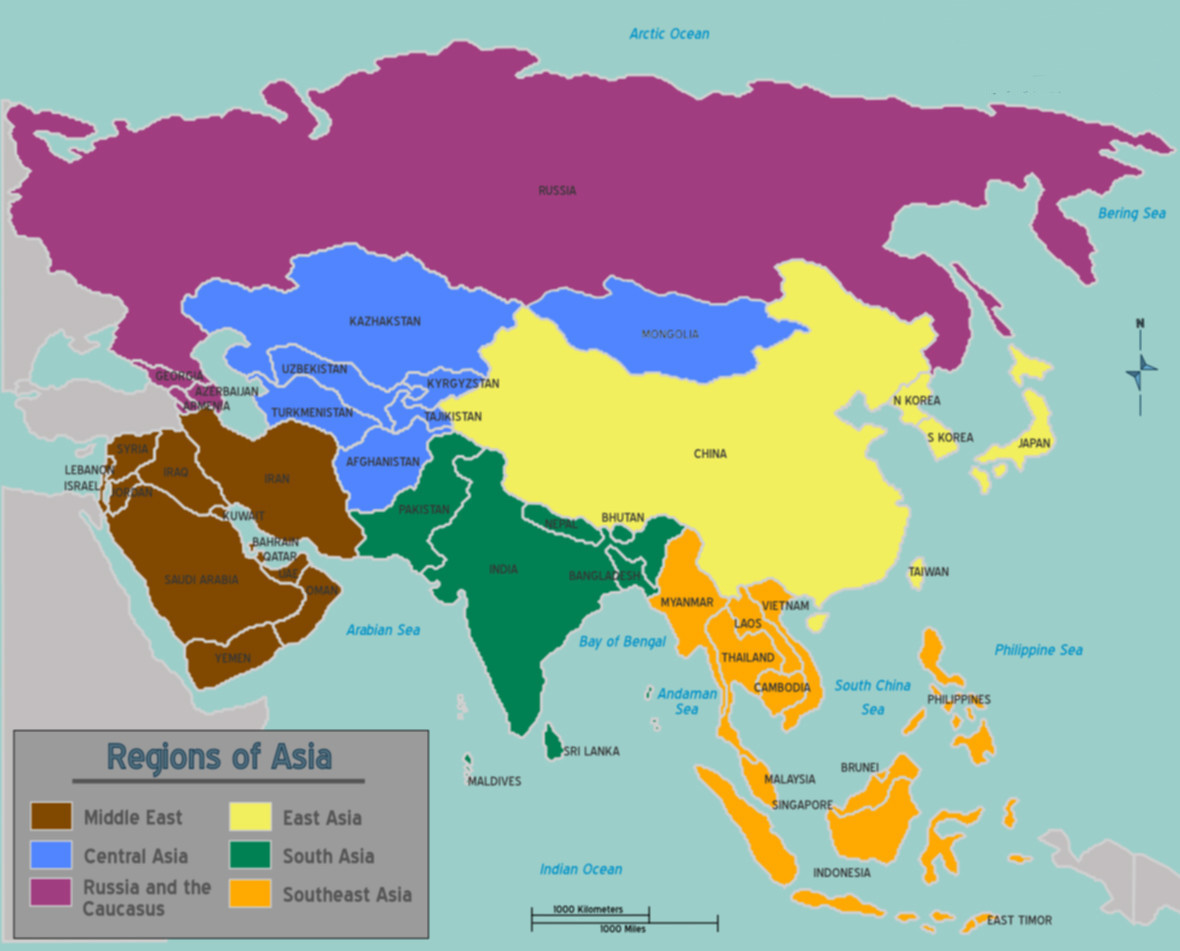 Arctic Ocean
RUSSIA
Bering Sea
N
KAZHAKSTAN
MONGOLIA
GEORGIA
UZBEKISTAN
KYRGYZSTAN
AZERBAIJAN
ARMENIA
TURKMENISTAN
TAJIKISTAN
N KOREA
S KOREA
JAPAN
SYRIA
CHINA
LEBANON
IRAQ
IRAN
AFGHANISTAN
ISRAEL
JORDAN
KUWAIT
PAKISTAN
NEPAL
BHUTAN
BAHRAIN
QATAR
SAUDI ARABIA
UAE
OMAN
INDIA
BANGLADESH
TAIWAN
MYANMAR
VIETNAM
LAOS
Arabian Sea
Bay of Bengal
Philippine Sea
YEMEN
THAILAND
CAMBODIA
South China
Sea
Andaman
Sea
PHILIPPINES
SRI LANKA
MALDIVES
BRUNEI
MALAYSIA
SINGAPORE
Regions of Asia
Middle East
East Asia
Central Asia
South Asia
Russia and the
Caucasus
Southeast Asia
Indian Ocean
INDONESIA
1000 Kilometers
1000 Miles
EAST TIMOR